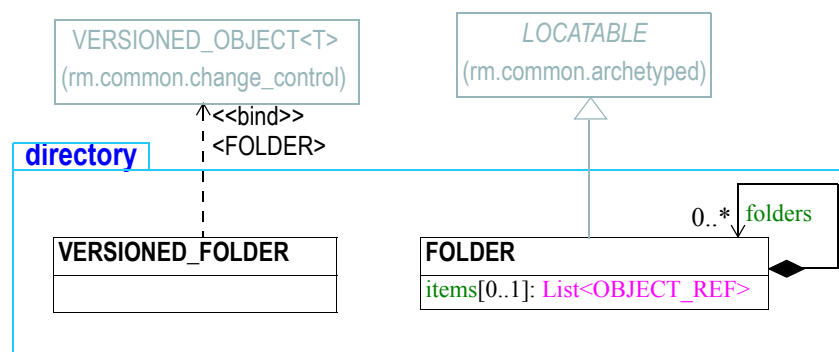 VERSIONED_OBJECT<T>
(rm.common.change_control)
LOCATABLE
(rm.common.archetyped)
<<bind>>
<FOLDER>
directory
0..* folders
VERSIONED_FOLDER
FOLDER
items[0..1]: List<OBJECT_REF>